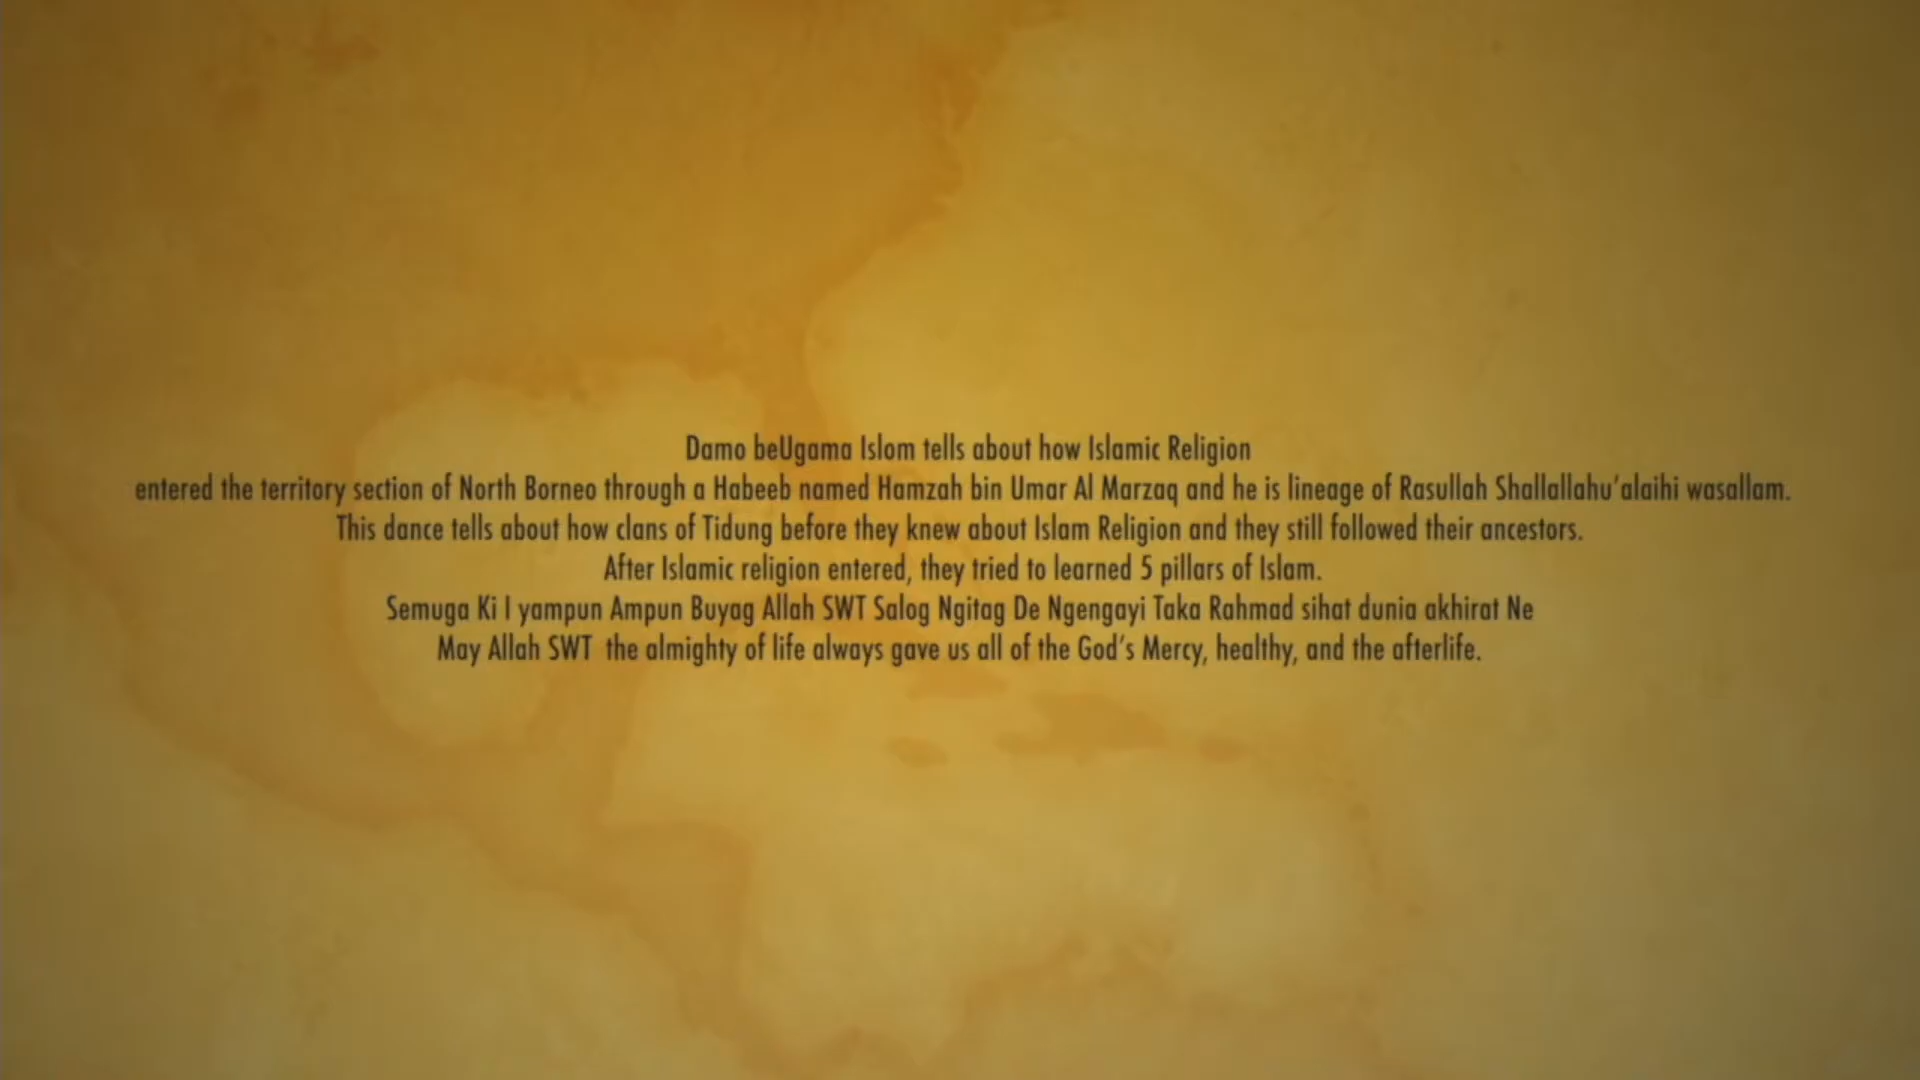 Damo beUgama Islom tells about how Islamic Religion
entered the territory section of North Borneo through a Habeeb named Hamzah bin Umar Al Marzaq and he is lineage of Rasullah Shallallahu'alaihi wasallam.
This dance tells about how clans of Tidung before they knew about Islam Religion and they still followed their ancestors.
After Islamic religion entered, they tried to learned 5 pillars of Islam.
Semuga Ki I yampun Ampun Buyag Allah SWT Salog Ngitag De Ngengayi Taka Rahmad sihat dunia akhirat Ne
May Allah SWT  the almighty of life always gave us all of the God's Mercy, healthy, and the afterlife.